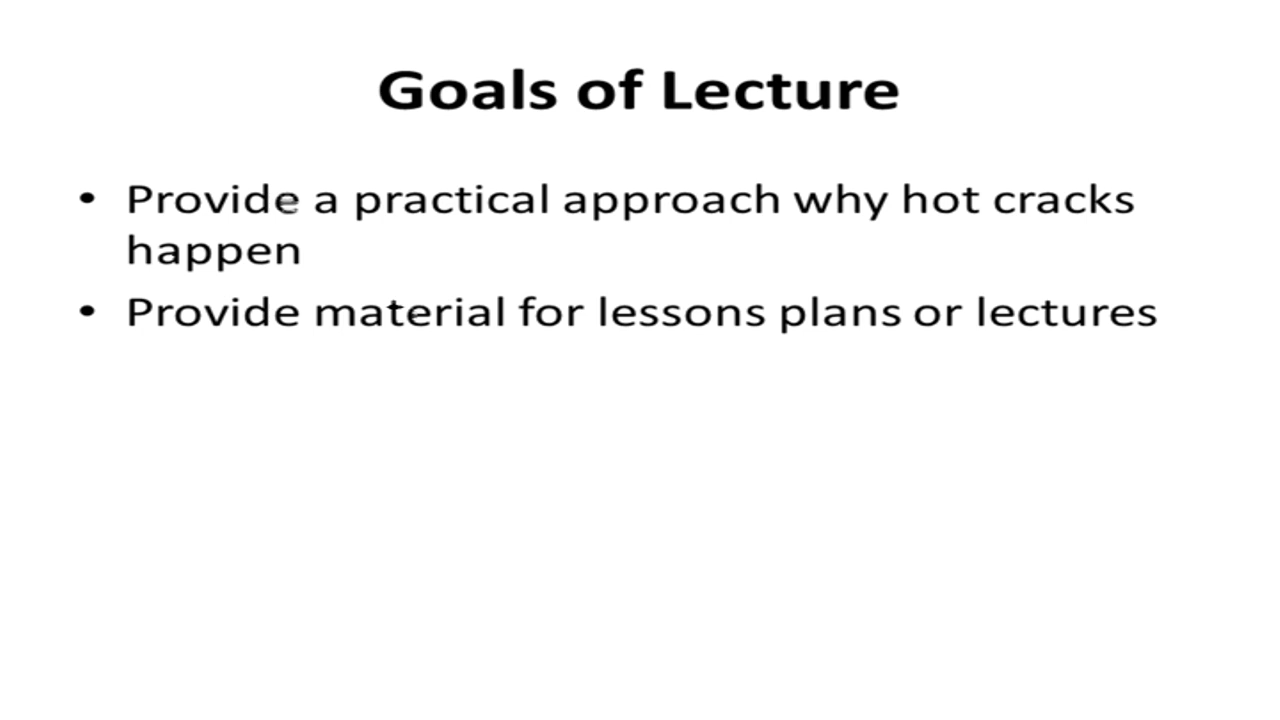 Goals of Lecture
• Provide a practical approach why hot cracks
happen
• Provide material for lessons plans or lectures